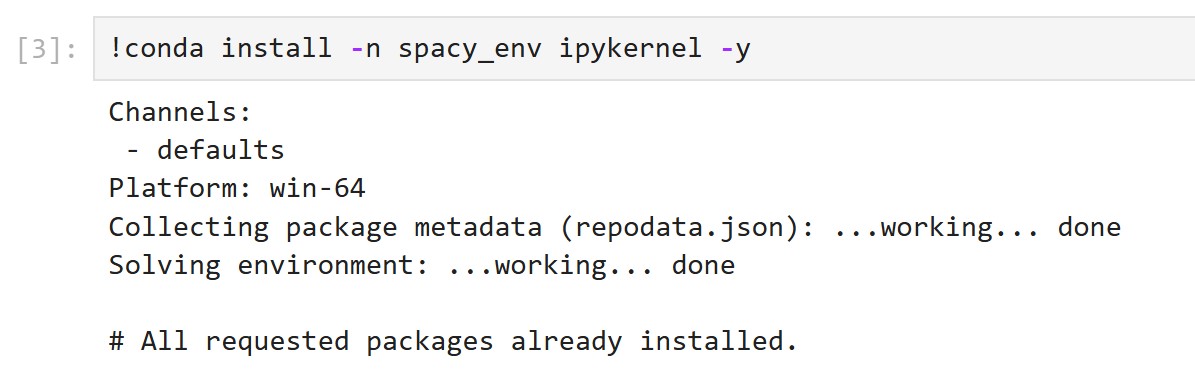 [3]: !conda install -n spacy_env ipykernel -y
Channels:
- defaults
Platform: win-64
Collecting package metadata (repodata.json): ...working... done
Solving environment: ...working... done
# All requested packages already installed.